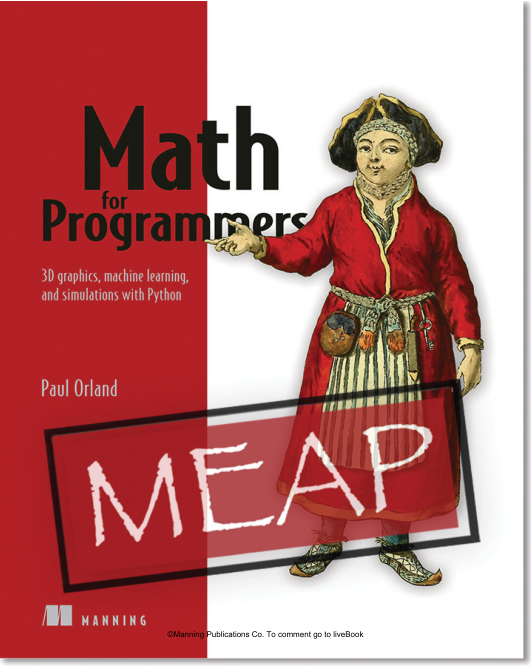 Math
for
Programmers
3D graphics, machine learning,
and simulations with Python
Paul Orland
MEAP
MANNING
©Manning Publications Co. To comment go to liveBook